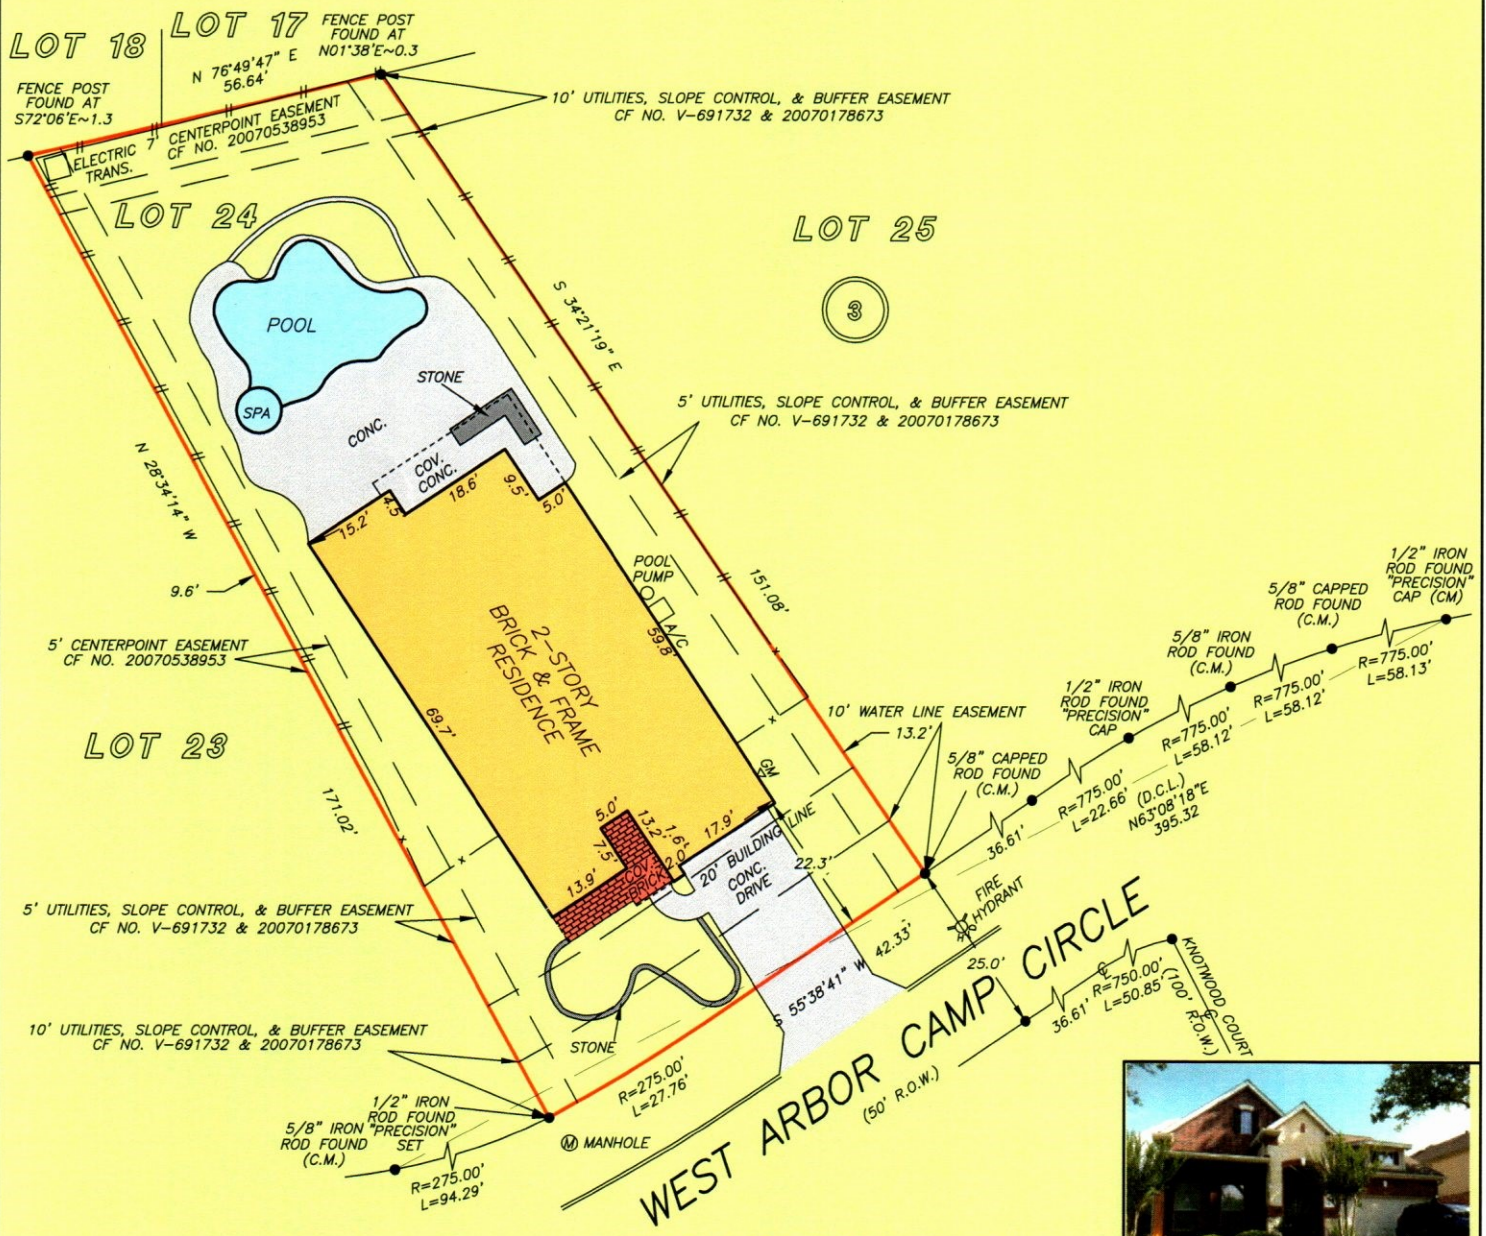 LOT 18
LOT 17
FENCE POST
FOUND AT
N01°38'E~0.3
N 76°49'47" E
56.64'
FENCE POST
FOUND AT
S72°06'E~1.3
7' CENTERPOINT EASEMENT
CF NO. 20070538953
ELECTRIC
TRANS.
10' UTILITIES, SLOPE CONTROL, & BUFFER EASEMENT
CF NO. V-691732 & 20070178673
LOT 24
LOT 25
3
POOL
SPA
S 34°21'19" E
STONE
CONC.
COV.
CONC.
5' UTILITIES, SLOPE CONTROL, & BUFFER EASEMENT
CF NO. V-691732 & 20070178673
N 28°34'14" W
15.2'
4.5'
18.6'
9.5'
5.0'
9.6'
POOL
PUMP
A/C
59.8'
151.08'
5' CENTERPOINT EASEMENT
CF NO. 20070538953
2-STORY
BRICK & FRAME
RESIDENCE
69.7'
LOT 23
171.02'
1/2" IRON
ROD FOUND
"PRECISION"
CAP (CM)
5/8" CAPPED
ROD FOUND
(C.M.)
5/8" IRON
ROD FOUND
(C.M.)
1/2" IRON
ROD FOUND
"PRECISION"
CAP
R=775.00'
L=58.13'
R=775.00'
L=58.12'
R=775.00'
L=58.12'
R=775.00'
L=22.66'
(D.C.L.)
N63°08'18"E
395.32
36.61'
10' WATER LINE EASEMENT
13.2'
5/8" CAPPED
ROD FOUND
(C.M.)
GM
5.0'
13.2'
1.6'
17.9'
7.5'
2.0'
13.9'
COV.
BRICK
20' BUILDING LINE
CONC.
DRIVE
22.3'
FIRE
HYDRANT
5' UTILITIES, SLOPE CONTROL, & BUFFER EASEMENT
CF NO. V-691732 & 20070178673
42.33'
S 55°38'41" W
25.0'
36.61'
R=750.00'
L=50.85'
KNOTWOOD COURT
(100' R.O.W.)
10' UTILITIES, SLOPE CONTROL, & BUFFER EASEMENT
CF NO. V-691732 & 20070178673
STONE
R=275.00'
L=27.76'
WEST ARBOR CAMP CIRCLE
(50' R.O.W.)
1/2" IRON
ROD FOUND
"PRECISION"
SET
5/8" IRON
ROD FOUND
(C.M.)
M MANHOLE
R=275.00'
L=94.29'